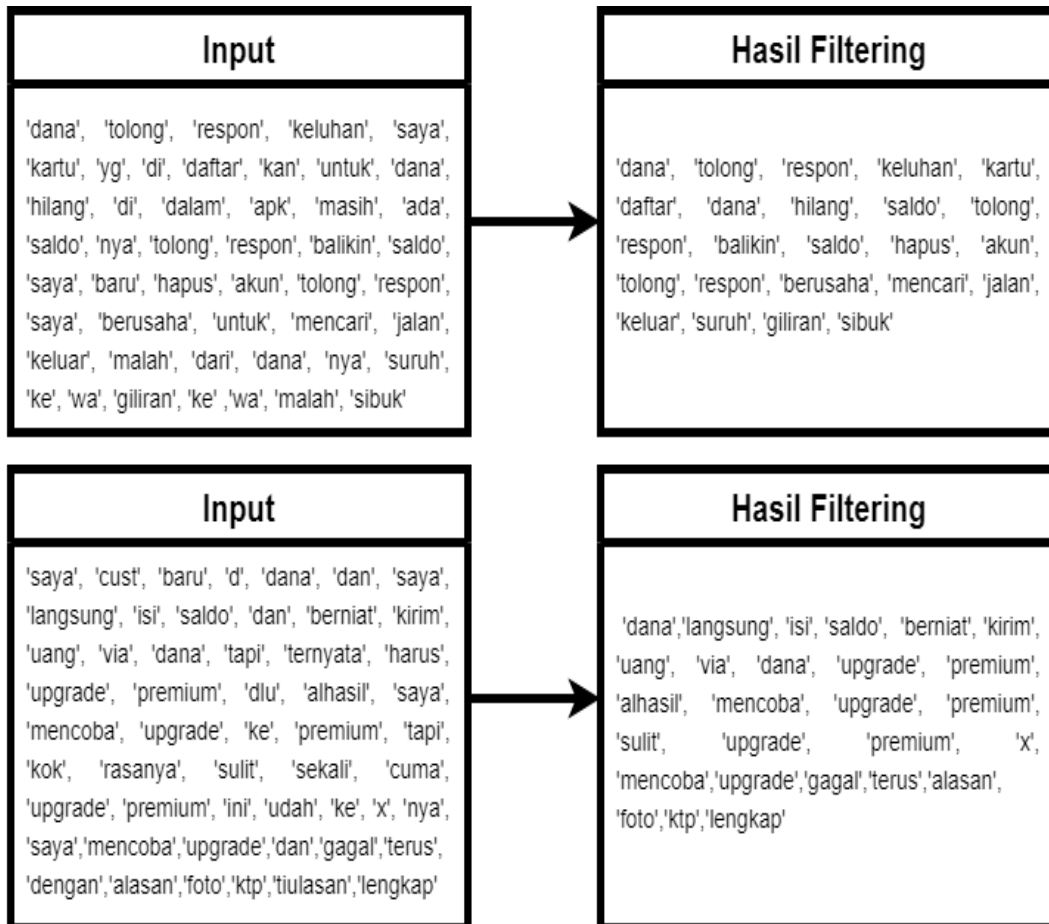 Input
'dana', 'tolong', 'respon', 'keluhan', 'saya',
'kartu', 'yg', 'di', 'daftar', 'kan', 'untuk', 'dana',
'hilang', 'di', 'dalam', 'apk', 'masih', 'ada',
'saldo', 'nya', 'tolong', 'respon', 'balikin', 'saldo',
'saya', 'baru', 'hapus', 'akun', 'tolong', 'respon',
'saya', 'berusaha', 'untuk', 'mencari', 'jalan',
'keluar', 'malah', 'dari', 'dana', 'nya', 'suruh',
'ke', 'wa', 'giliran', 'ke' ,'wa', 'malah', 'sibuk'
Hasil Filtering
'dana', 'tolong', 'respon', 'keluhan', 'kartu',
'daftar', 'dana', 'hilang', 'saldo', 'tolong',
'respon', 'balikin', 'saldo', 'hapus', 'akun',
'tolong', 'respon', 'berusaha', 'mencari', 'jalan',
'keluar', 'suruh', 'giliran', 'sibuk'
Input
'saya', 'cust', 'baru', 'd', 'dana', 'dan', 'saya',
'langsung', 'isi', 'saldo', 'dan', 'berniat', 'kirim',
'uang', 'via', 'dana', 'tapi', 'ternyata', 'harus',
'upgrade', 'premium', 'dlu', 'alhasil', 'saya',
'mencoba', 'upgrade', 'ke', 'premium', 'tapi',
'kok', 'rasanya', 'sulit', 'sekali', 'cuma',
'upgrade', 'premium', 'ini', 'udah', 'ke', 'x', 'nya',
'saya','mencoba','upgrade','dan','gagal','terus',
'dengan','alasan','foto','ktp','tiulasan','lengkap'
Hasil Filtering
'dana','langsung', 'isi', 'saldo', 'berniat', 'kirim',
'uang', 'via', 'dana', 'upgrade', 'premium',
'alhasil', 'mencoba', 'upgrade', 'premium',
'sulit', 'upgrade', 'premium', 'x',
'mencoba','upgrade','gagal','terus','alasan',
'foto','ktp','lengkap'